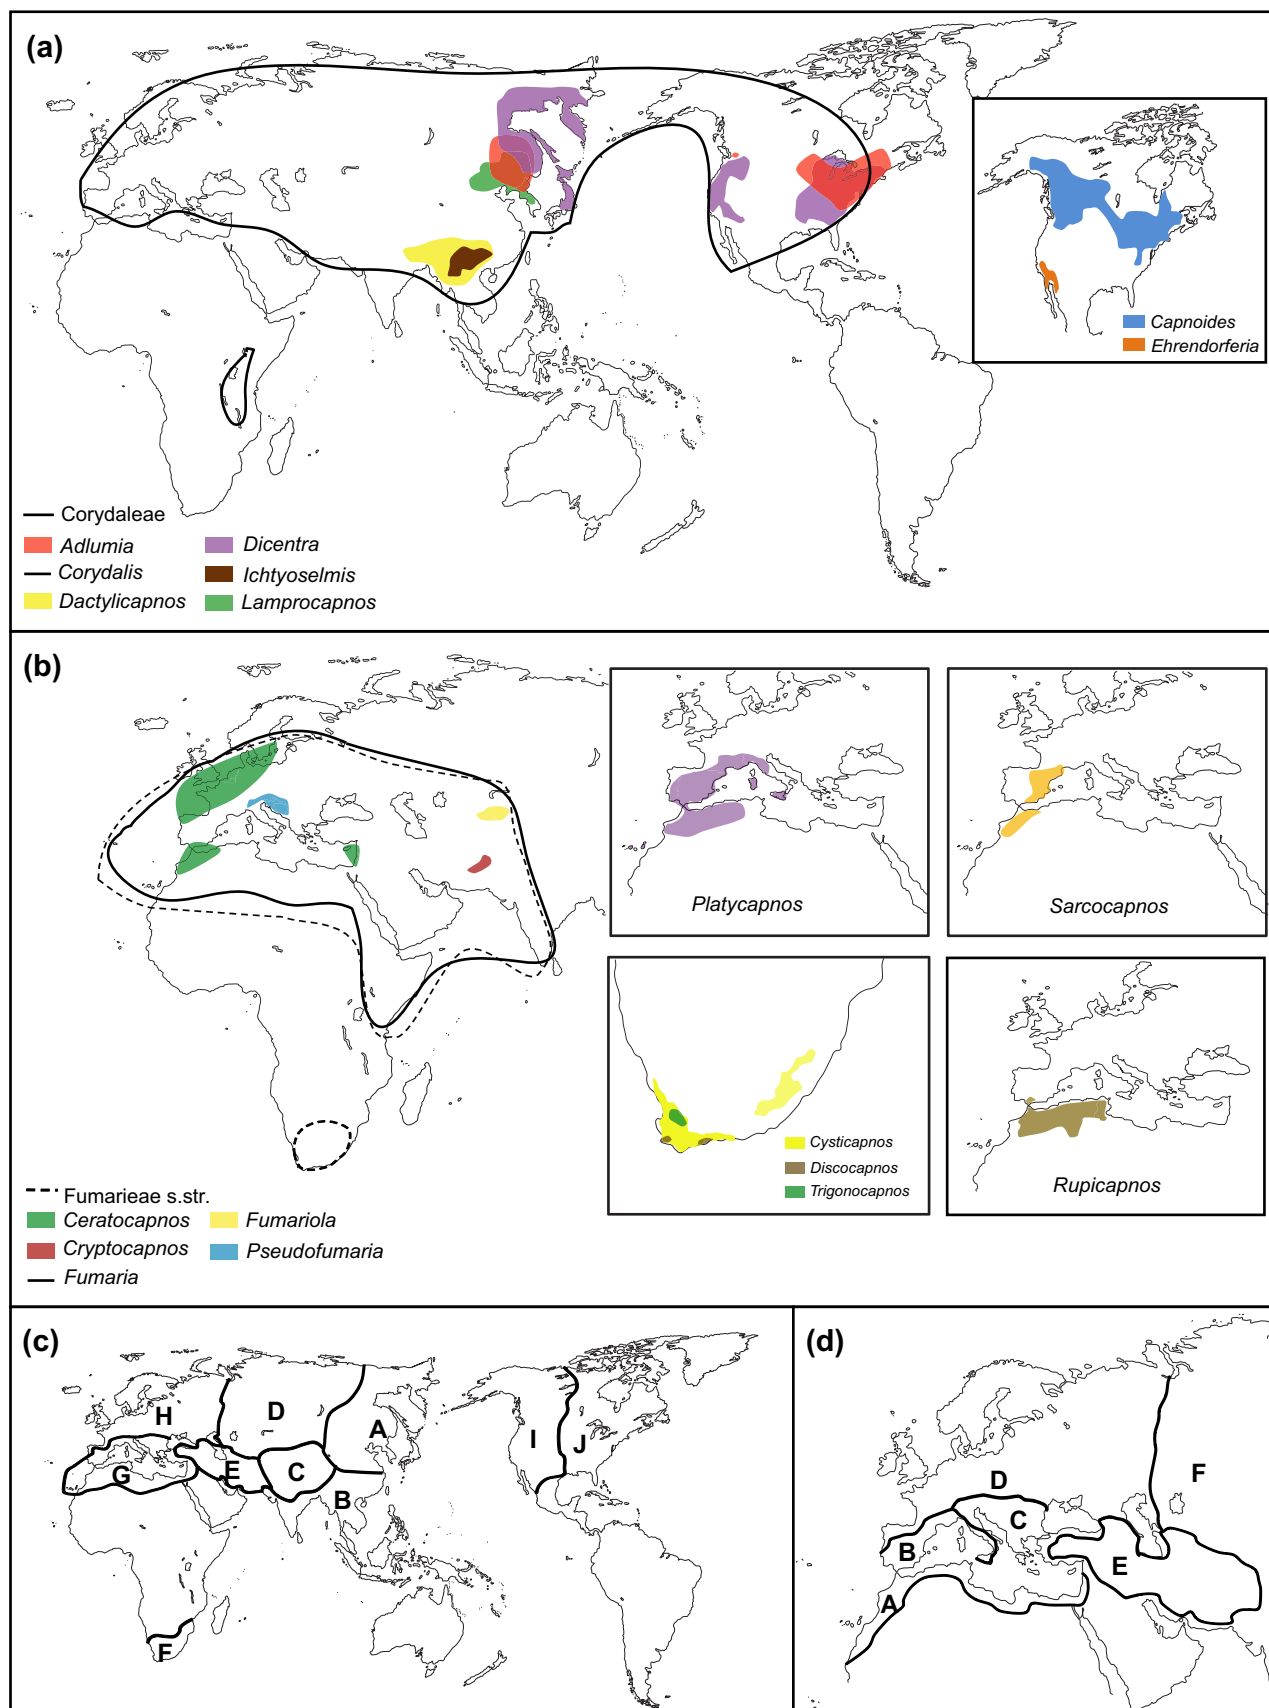 (a)
Capnoides
Ehrendorferia
Corydaleae
Adlumia
Dicentra
Corydalis
Ichtyoselmis
Dactylicapnos
Lamprocapnos
(b)
Platycapnos
Sarcocapnos
Cysticapnos
Discocapnos
Trigonocapnos
Rupicapnos
Fumarieae s.str.
Ceratocapnos
Fumariola
Cryptocapnos
Pseudofumaria
Fumaria
(c)
H
D
A
I
J
G
E
C
B
F
(d)
D
F
C
B
E
A